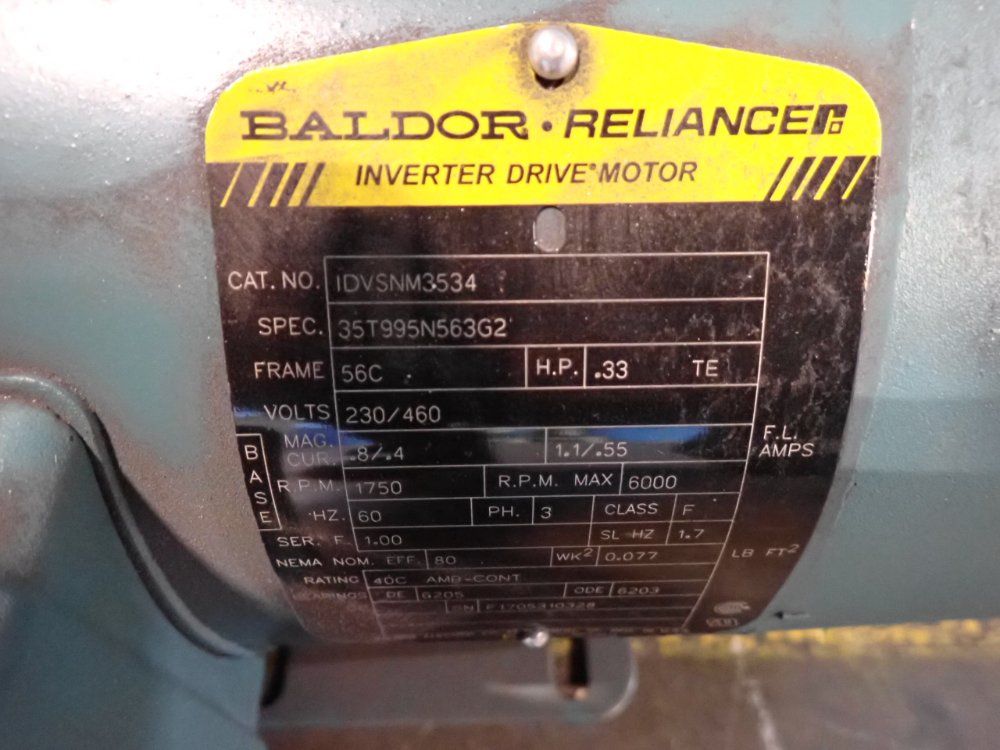 BALDOR · RELIANCE
INVERTER DRIVE MOTOR
CAT. NO. IDVSNM3534
SPEC. 35T995N563G2
FRAME 56C H.P. .33 TE
VOLTS 230/460
BASE
MAG. CUR. .8/.4 1.1/.55 F.L. AMPS
R.P.M. 1750 R.P.M. MAX 6000
HZ. 60 PH. 3 CLASS F
SER. F. 1.00 SL HZ 1.7
NEMA NOM. EFF. 80 WK² 0.077 LB FT²
RATING 40C AMB-CONT
DE 6205 ODE 6203
SN F1705310328